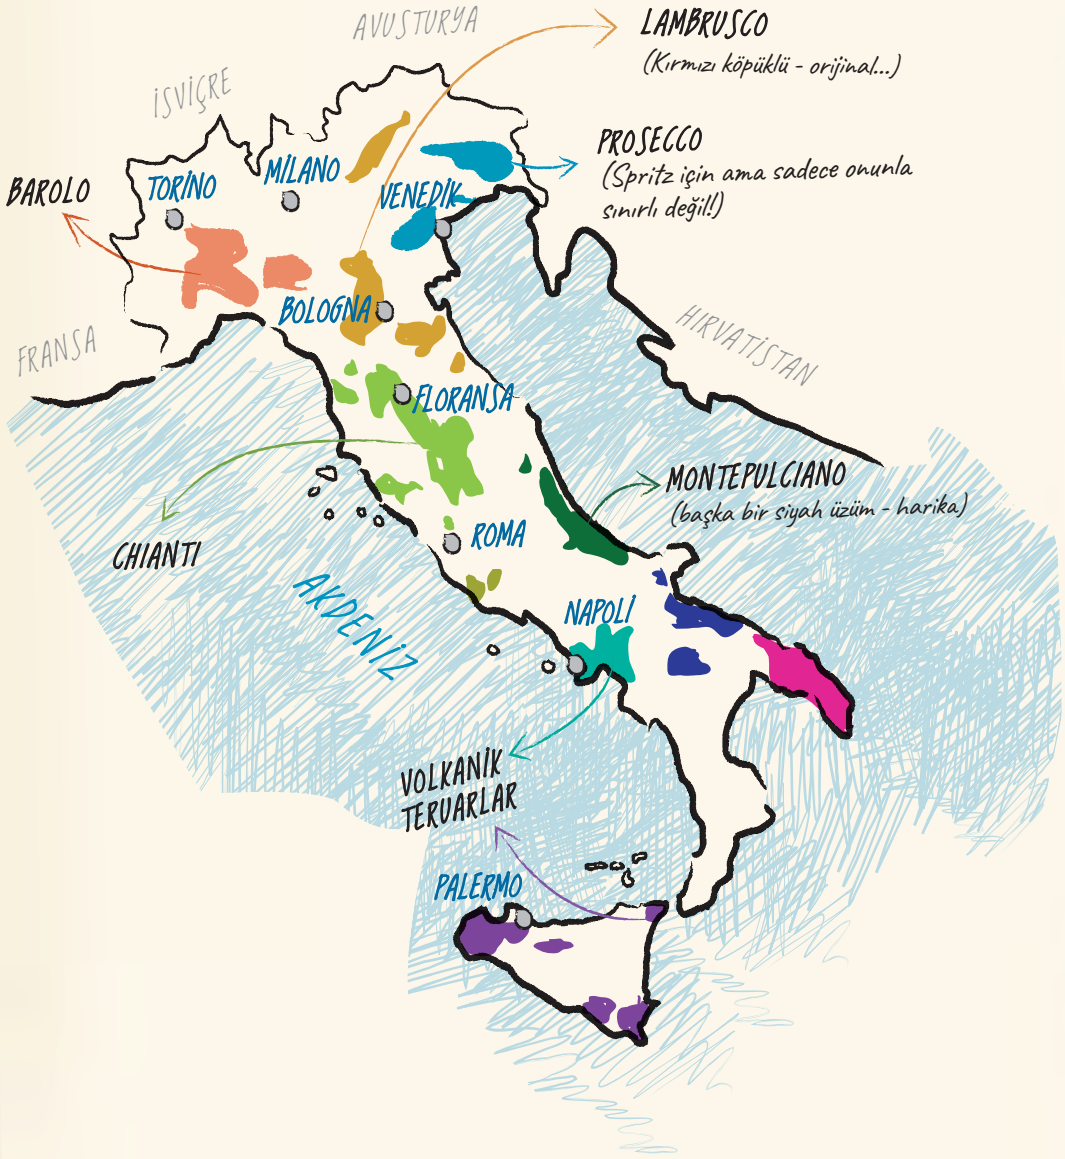 AVUSTURYA
LAMBRUSCO
(Kırmızı köpüklü - orijinal...)
İSVİÇRE
PROSECCO
(Spritz için ama sadece onunla
sınırlı değil!)
BAROLO
TORİNO
MİLANO
VENEDİK
BOLOGNA
FRANSA
HIRVATİSTAN
FLORANSA
MONTEPULCIANO
(başka bir siyah üzüm - harika)
CHIANTI
ROMA
AKDENİZ
NAPOLİ
VOLKANİK
TERUARLAR
PALERMO